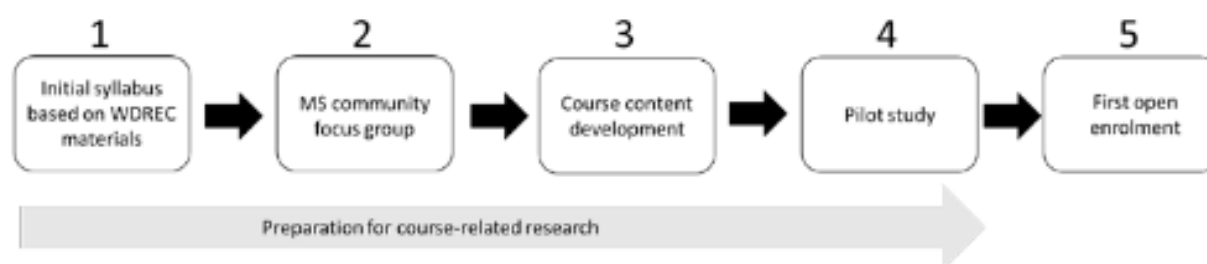 1
2
3
4
5
Initial syllabus
based on WDREC
materials
MS community
focus group
Course content
development
Pilot study
First open
enrolment
Preparation for course-related research